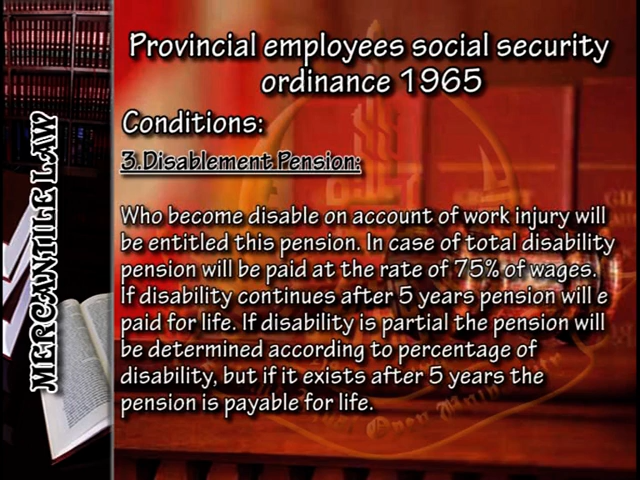 Provincial employees social security
ordinance 1965
Conditions:
3.Disablement Pension:
Who become disable on account of work injury will
be entitled this pension. In case of total disability
pension will be paid at the rate of 75% of wages.
If disability continues after 5 years pension will e
paid for life. If disability is partial the pension will
be determined according to percentage of
disability, but if it exists after 5 years the
pension is payable for life.
MERCANTILE LAW